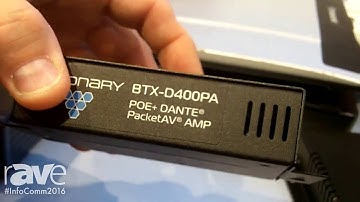 ONARY BTX-D400PA
POE+ DANTE®
PacketAV® AMP
rAVe
#InfoComm2016